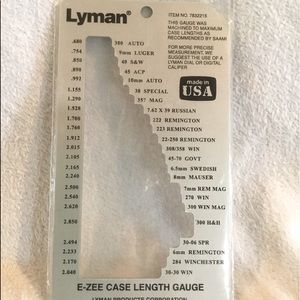 Lyman®
ITEM NO. 7832215
THIS GAUGE WAS
MACHINED TO MAXIMUM
CASE LENGTHS AS
RECOMMENDED BY SAAMI
FOR MORE PRECISE
MEASUREMENT, WE
SUGGEST THE USE OF A
LYMAN DIAL OR DIGITAL
CALIPER
made in
USA
.680 380 AUTO
.754 9mm LUGER
.850 40 S&W
.898 45 ACP
.992 10mm AUTO
1.155 38 SPECIAL
1.290 357 MAG
1.528 7.62 X 39 RUSSIAN
1.700 222 REMINGTON
1.760 223 REMINGTON
1.912 22-250 REMINGTON
2.015 308/358 WIN
2.105 45-70 GOVT
2.165 6.5mm SWEDISH
8mm MAUSER
2.500 7mm REM MAG
2.540 270 WIN
2.620 300 WIN MAG
2.850 300 H&H
2.494 30-06 SPR
2.233 6mm REMINGTON
2.170 284 WINCHESTER
2.040 30-30 WIN
E-ZEE CASE LENGTH GAUGE
LYMAN PRODUCTS CORPORATION